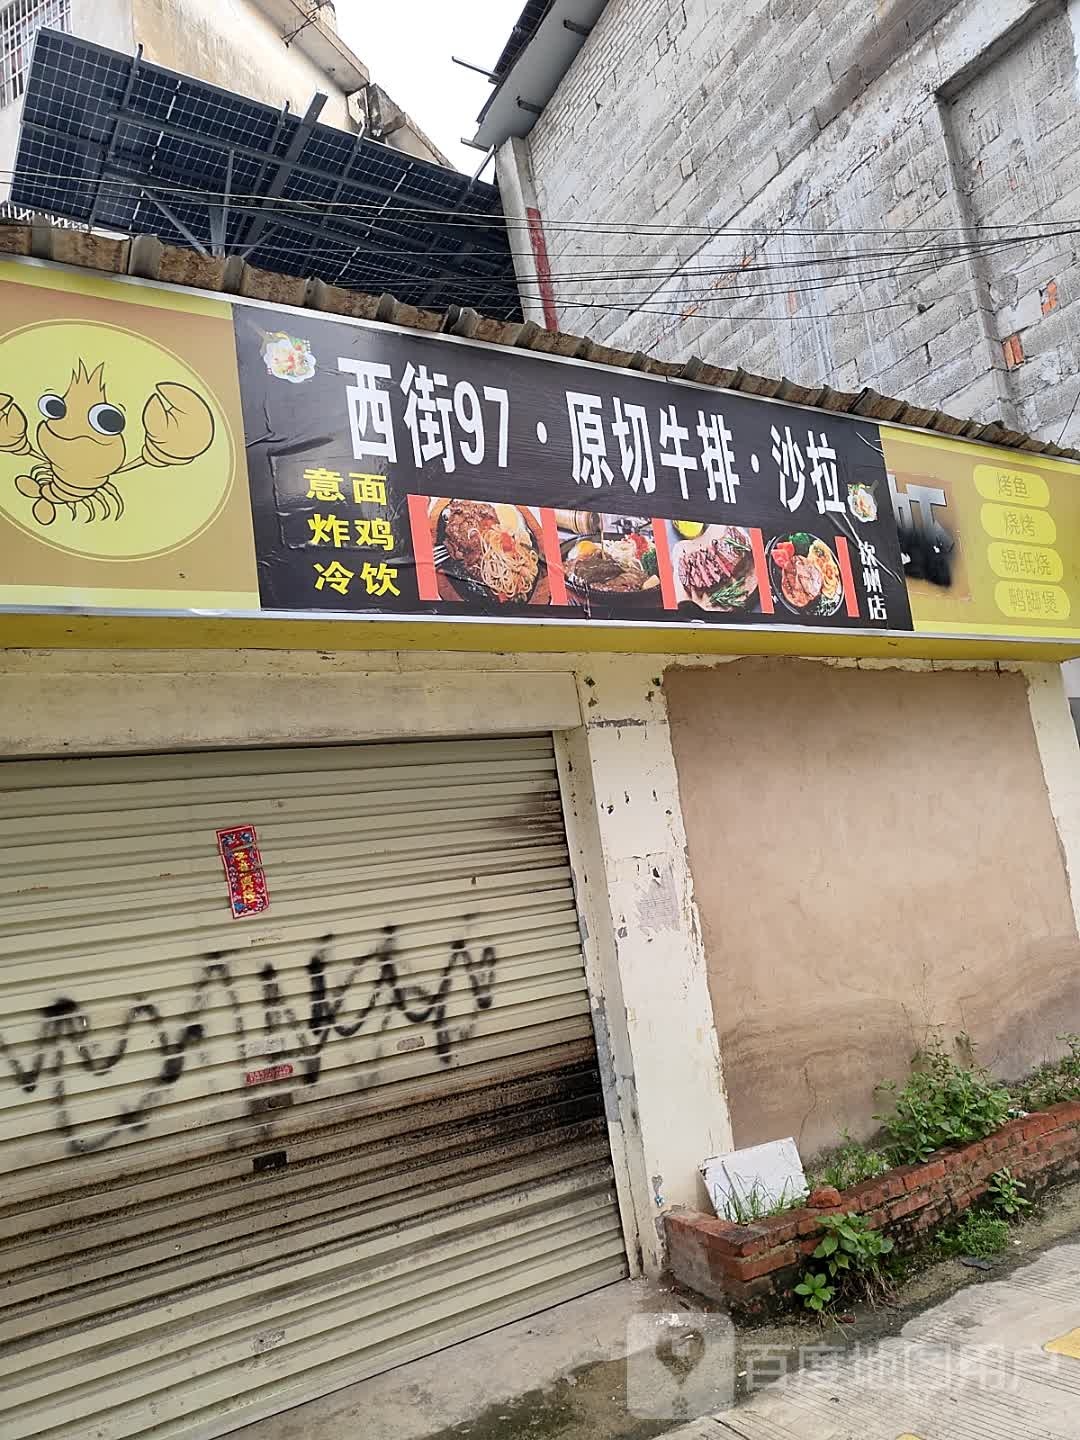 西街97·原切牛排·沙拉
意面
炸鸡
冷饮
钦州店
虾
烤鱼
烧烤
锡纸烧
鸭脚煲
百度地图用户